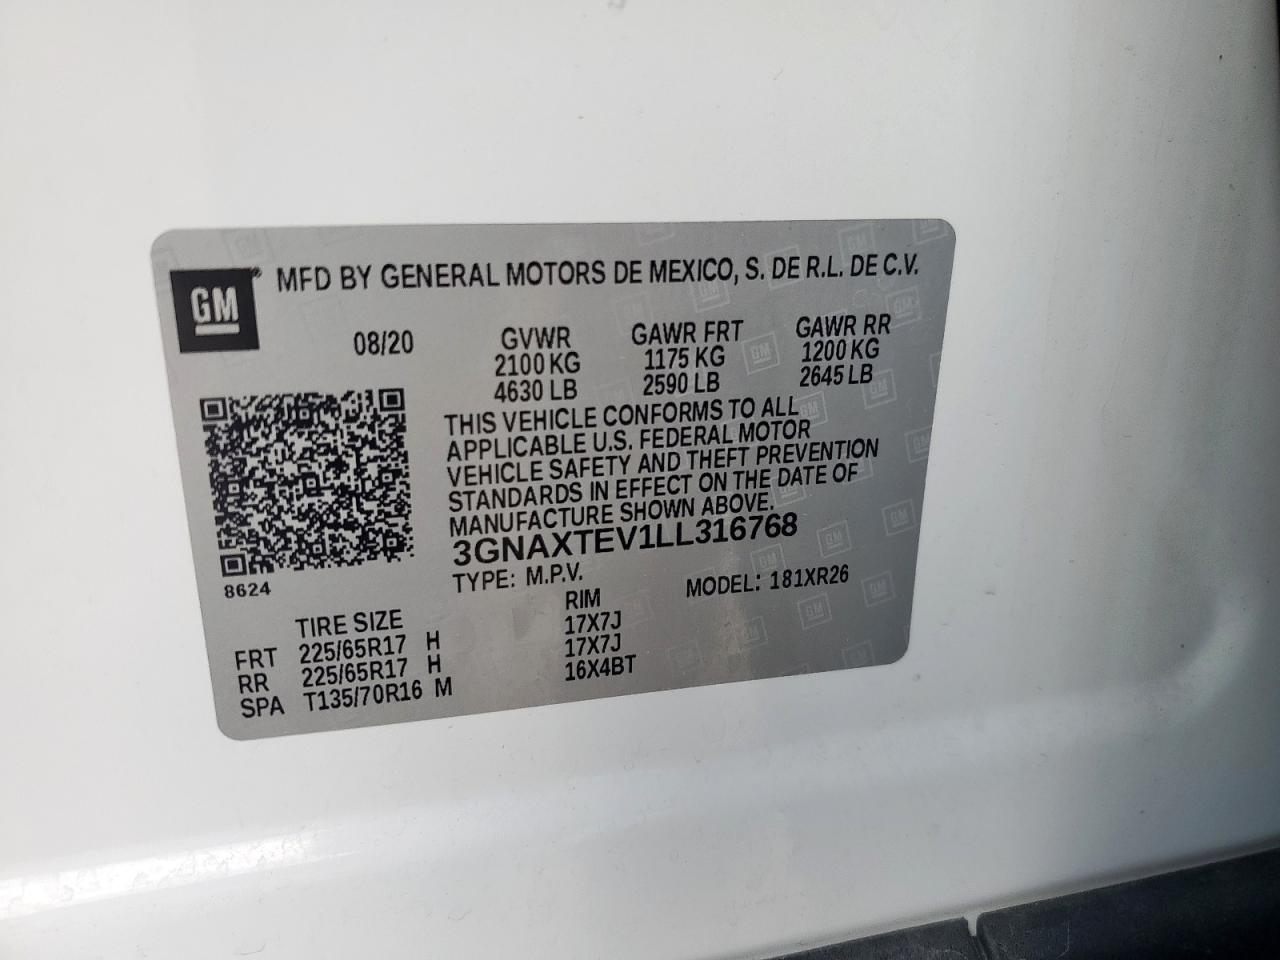 GM® MFD BY GENERAL MOTORS DE MEXICO, S. DE R.L. DE C.V.
08/20 GVWR GAWR FRT GAWR RR
2100 KG 1175 KG 1200 KG
4630 LB 2590 LB 2645 LB
THIS VEHICLE CONFORMS TO ALL
APPLICABLE U.S. FEDERAL MOTOR
VEHICLE SAFETY AND THEFT PREVENTION
STANDARDS IN EFFECT ON THE DATE OF
MANUFACTURE SHOWN ABOVE.
3GNAXTEV1LL316768
8624 TYPE: M.P.V. MODEL: 181XR26
TIRE SIZE RIM
FRT 225/65R17 H 17X7J
RR 225/65R17 H 17X7J
SPA T135/70R16 M 16X4BT